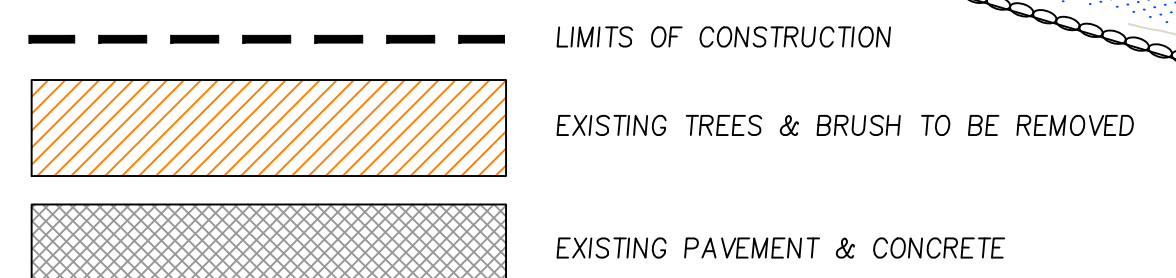 LIMITS OF CONSTRUCTION
EXISTING TREES & BRUSH TO BE REMOVED
EXISTING PAVEMENT & CONCRETE